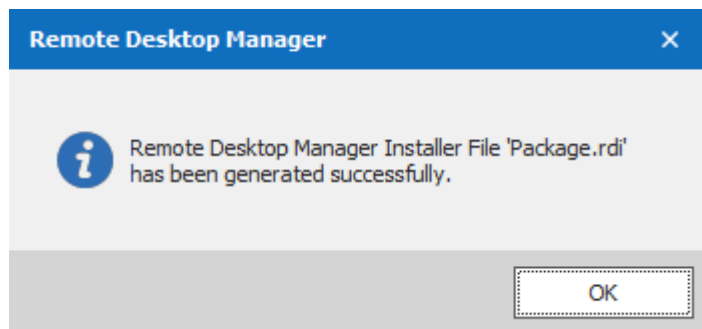 Remote Desktop Manager
Remote Desktop Manager Installer File 'Package.rdi'
has been generated successfully.
OK